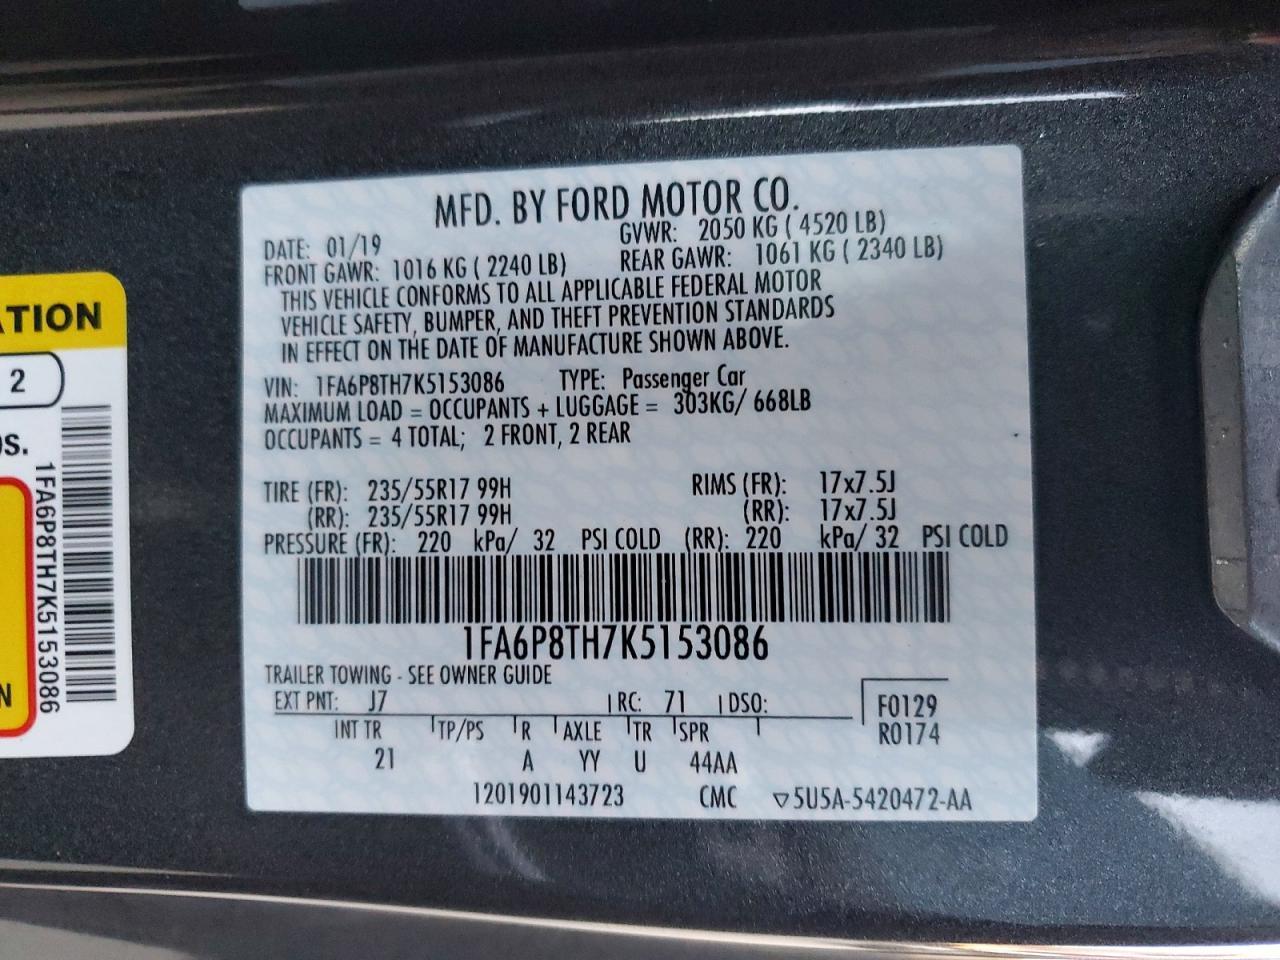 MFD. BY FORD MOTOR CO.
DATE: 01/19 GVWR: 2050 KG ( 4520 LB)
FRONT GAWR: 1016 KG ( 2240 LB) REAR GAWR: 1061 KG ( 2340 LB)
THIS VEHICLE CONFORMS TO ALL APPLICABLE FEDERAL MOTOR
VEHICLE SAFETY, BUMPER, AND THEFT PREVENTION STANDARDS
IN EFFECT ON THE DATE OF MANUFACTURE SHOWN ABOVE.
VIN: 1FA6P8TH7K5153086 TYPE: Passenger Car
MAXIMUM LOAD = OCCUPANTS + LUGGAGE = 303KG/ 668LB
OCCUPANTS = 4 TOTAL; 2 FRONT, 2 REAR
TIRE (FR): 235/55R17 99H RIMS (FR): 17x7.5J
(RR): 235/55R17 99H (RR): 17x7.5J
PRESSURE (FR): 220 kPa/ 32 PSI COLD (RR): 220 kPa/ 32 PSI COLD
1FA6P8TH7K5153086
TRAILER TOWING - SEE OWNER GUIDE
EXT PNT: J7 RC: 71 DSO: F0129
R0174
INT TR TP/PS R AXLE TR SPR
21 A YY U 44AA
1201901143723 CMC ▽5U5A-5420472-AA
ATION
2
OS.
1FA6P8TH7K5153086
N